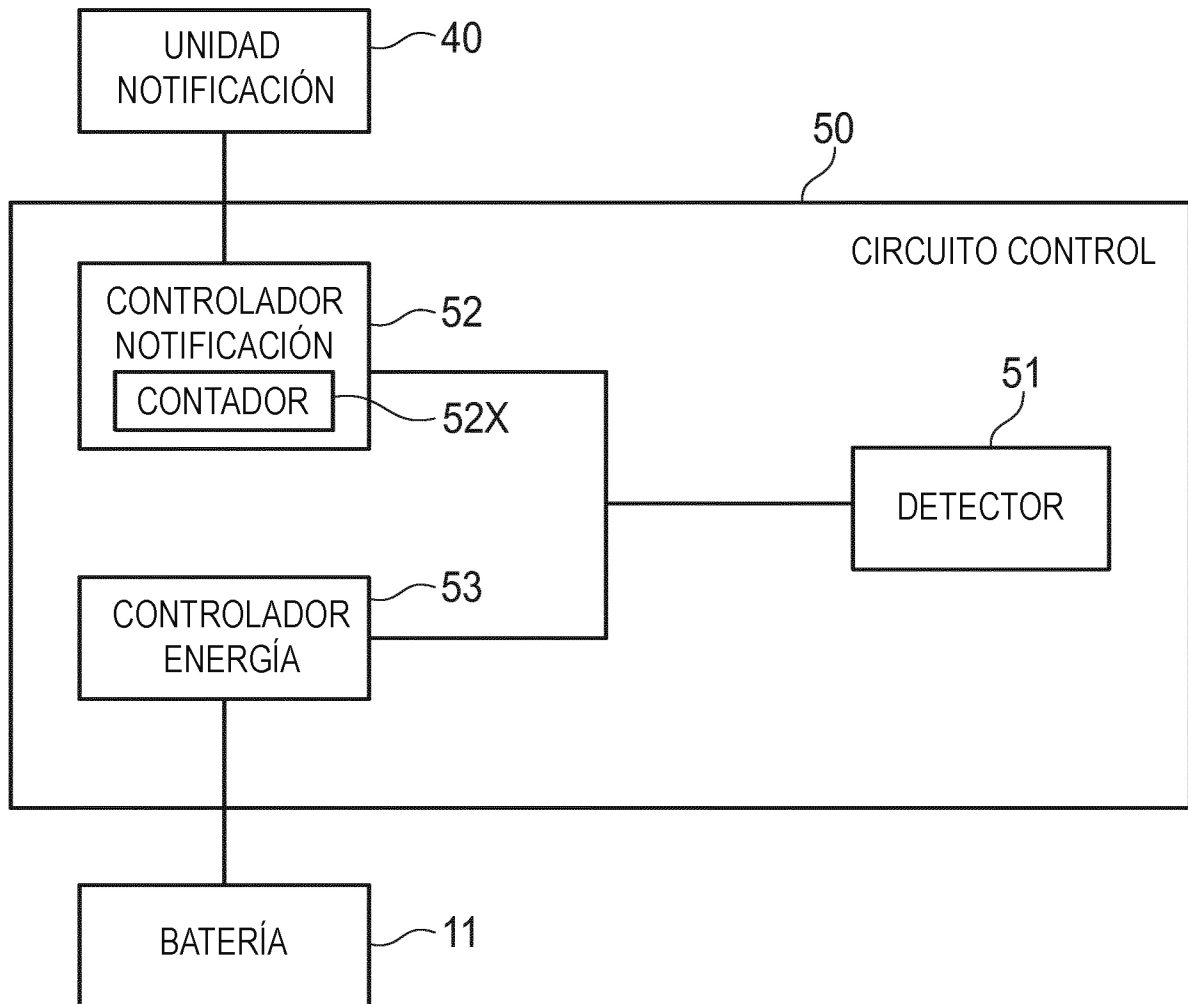 UNIDAD
NOTIFICACIÓN
40
50
CIRCUITO CONTROL
CONTROLADOR
NOTIFICACIÓN
52
CONTADOR
52X
51
DETECTOR
53
CONTROLADOR
ENERGÍA
BATERÍA
11